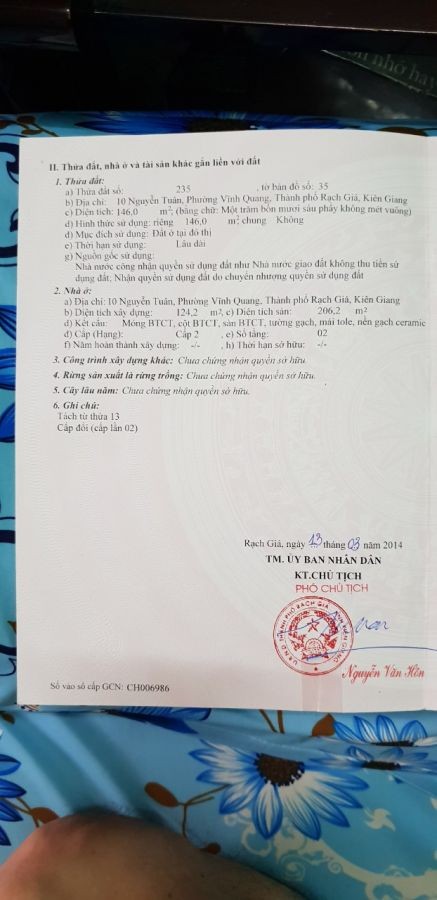 òn nhớ hay
II. Thửa đất, nhà ở và tài sản khác gắn liền với đất
1. Thửa đất:
a) Thửa đất số: 235 , tờ bản đồ số: 35
b) Địa chỉ: 10 Nguyễn Tuân, Phường Vĩnh Quang, Thành phố Rạch Giá, Kiên Giang
c) Diện tích: 146,0 m², (bằng chữ: Một trăm bốn mươi sáu phẩy không mét vuông)
d) Hình thức sử dụng: riêng 146,0 m²; chung Không
đ) Mục đích sử dụng: Đất ở tại đô thị
e) Thời hạn sử dụng: Lâu dài
g) Nguồn gốc sử dụng:
Nhà nước công nhận quyền sử dụng đất như Nhà nước giao đất không thu tiền sử
dụng đất; Nhận quyền sử dụng đất do chuyển nhượng quyền sử dụng đất
2. Nhà ở:
a) Địa chỉ: 10 Nguyễn Tuân, Phường Vĩnh Quang, Thành phố Rạch Giá, Kiên Giang
b) Diện tích xây dựng: 124,2 m², c) Diện tích sàn: 206,2 m²
d) Kết cấu: Móng BTCT, cột BTCT, sàn BTCT, tường gạch, mái tole, nền gạch ceramic
đ) Cấp (Hạng): Cấp 2 , e) Số tầng: 02
f) Năm hoàn thành xây dựng: -/- , h) Thời hạn sở hữu: -/-
3. Công trình xây dựng khác: Chưa chứng nhận quyền sở hữu.
4. Rừng sản xuất là rừng trồng: Chưa chứng nhận quyền sở hữu.
5. Cây lâu năm: Chưa chứng nhận quyền sở hữu.
6. Ghi chú:
Tách từ thửa 13
Cấp đổi (cấp lần 02)
Rạch Giá, ngày 13 tháng 03 năm 2014
TM. ỦY BAN NHÂN DÂN
KT.CHỦ TỊCH
PHÓ CHỦ TỊCH
U.B.N.D THÀNH PHỐ RẠCH GIÁ TỈNH KIÊN GIANG
Nguyễn Văn Hôn
Số vào sổ cấp GCN: CH006986